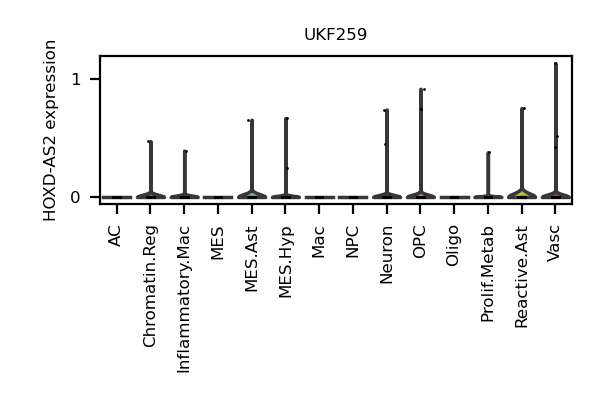 UKF259
HOXD-AS2 expression
1
0
AC
Chromatin.Reg
Inflammatory.Mac
MES
MES.Ast
MES.Hyp
Mac
NPC
Neuron
OPC
Oligo
Prolif.Metab
Reactive.Ast
Vasc